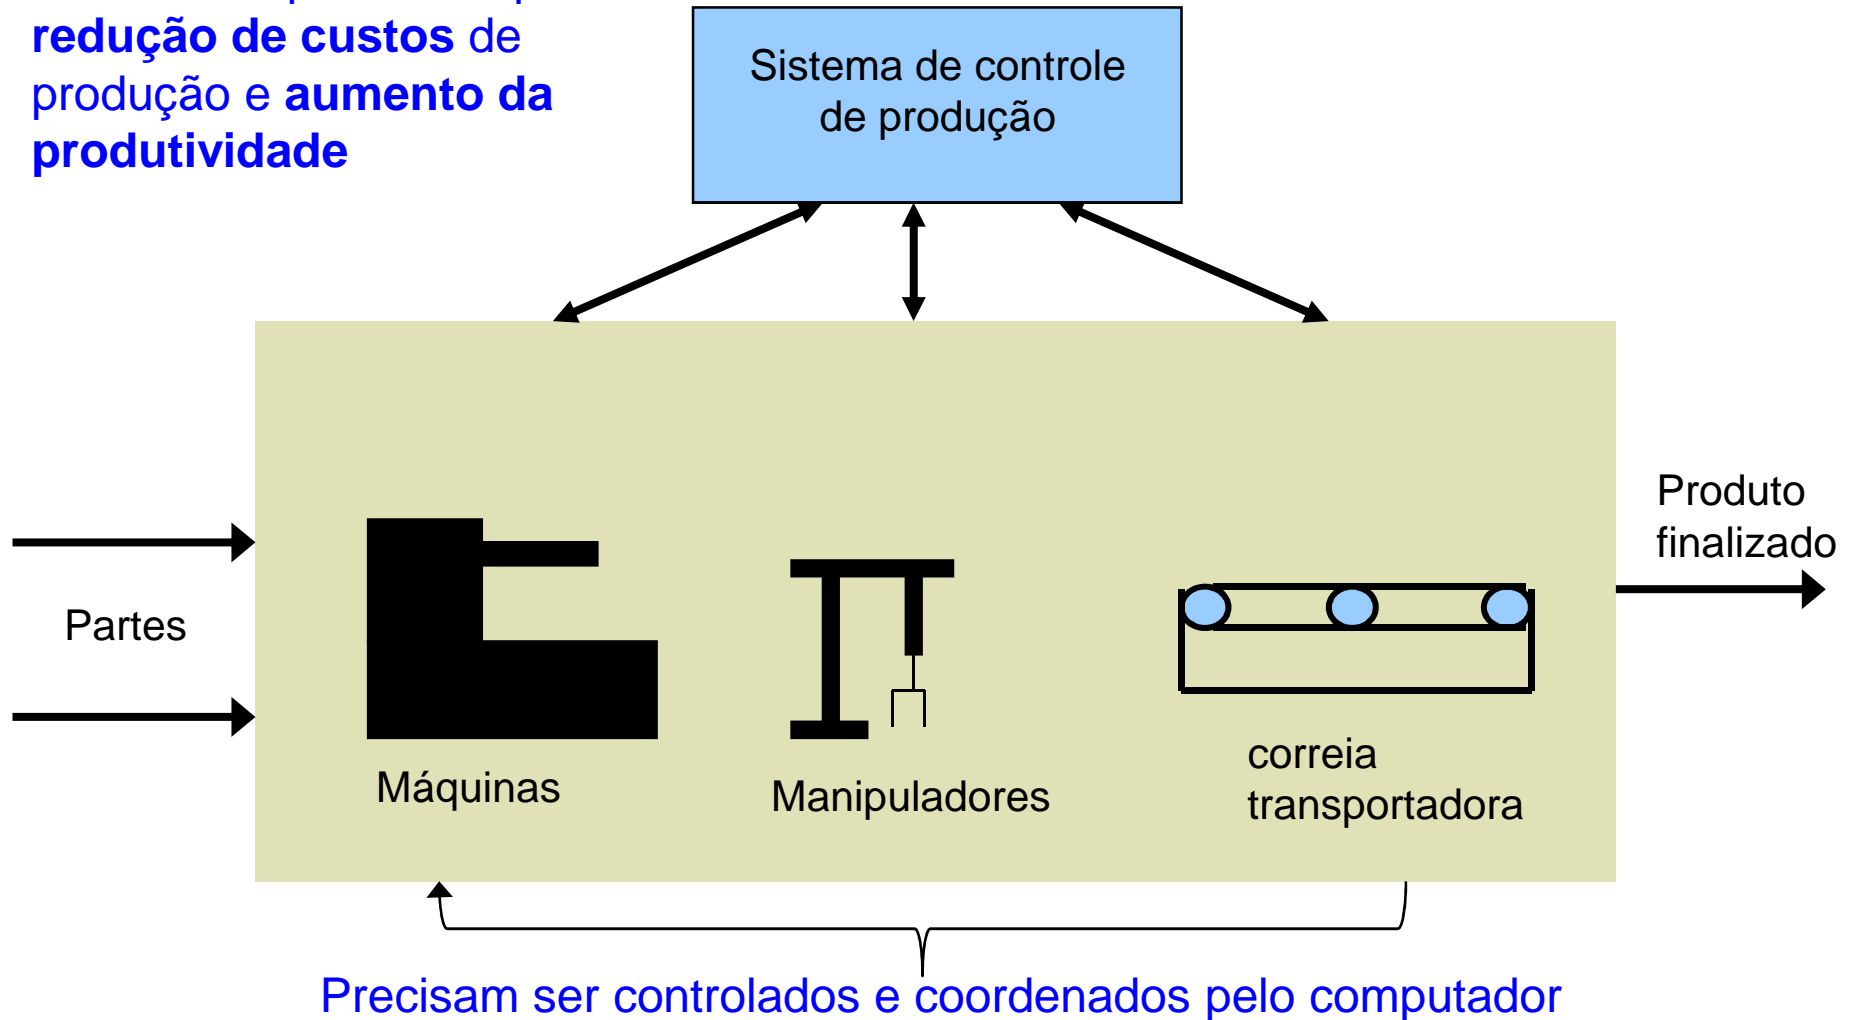 redução de custos de
produção e aumento da
produtividade
Sistema de controle
de produção
Produto
finalizado
Partes
Máquinas
Manipuladores
correia
transportadora
Precisam ser controlados e coordenados pelo computador